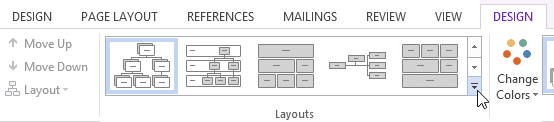 DESIGN PAGE LAYOUT REFERENCES MAILINGS REVIEW VIEW DESIGN
Move Up
Move Down
Layout
Layouts
Change
Colors